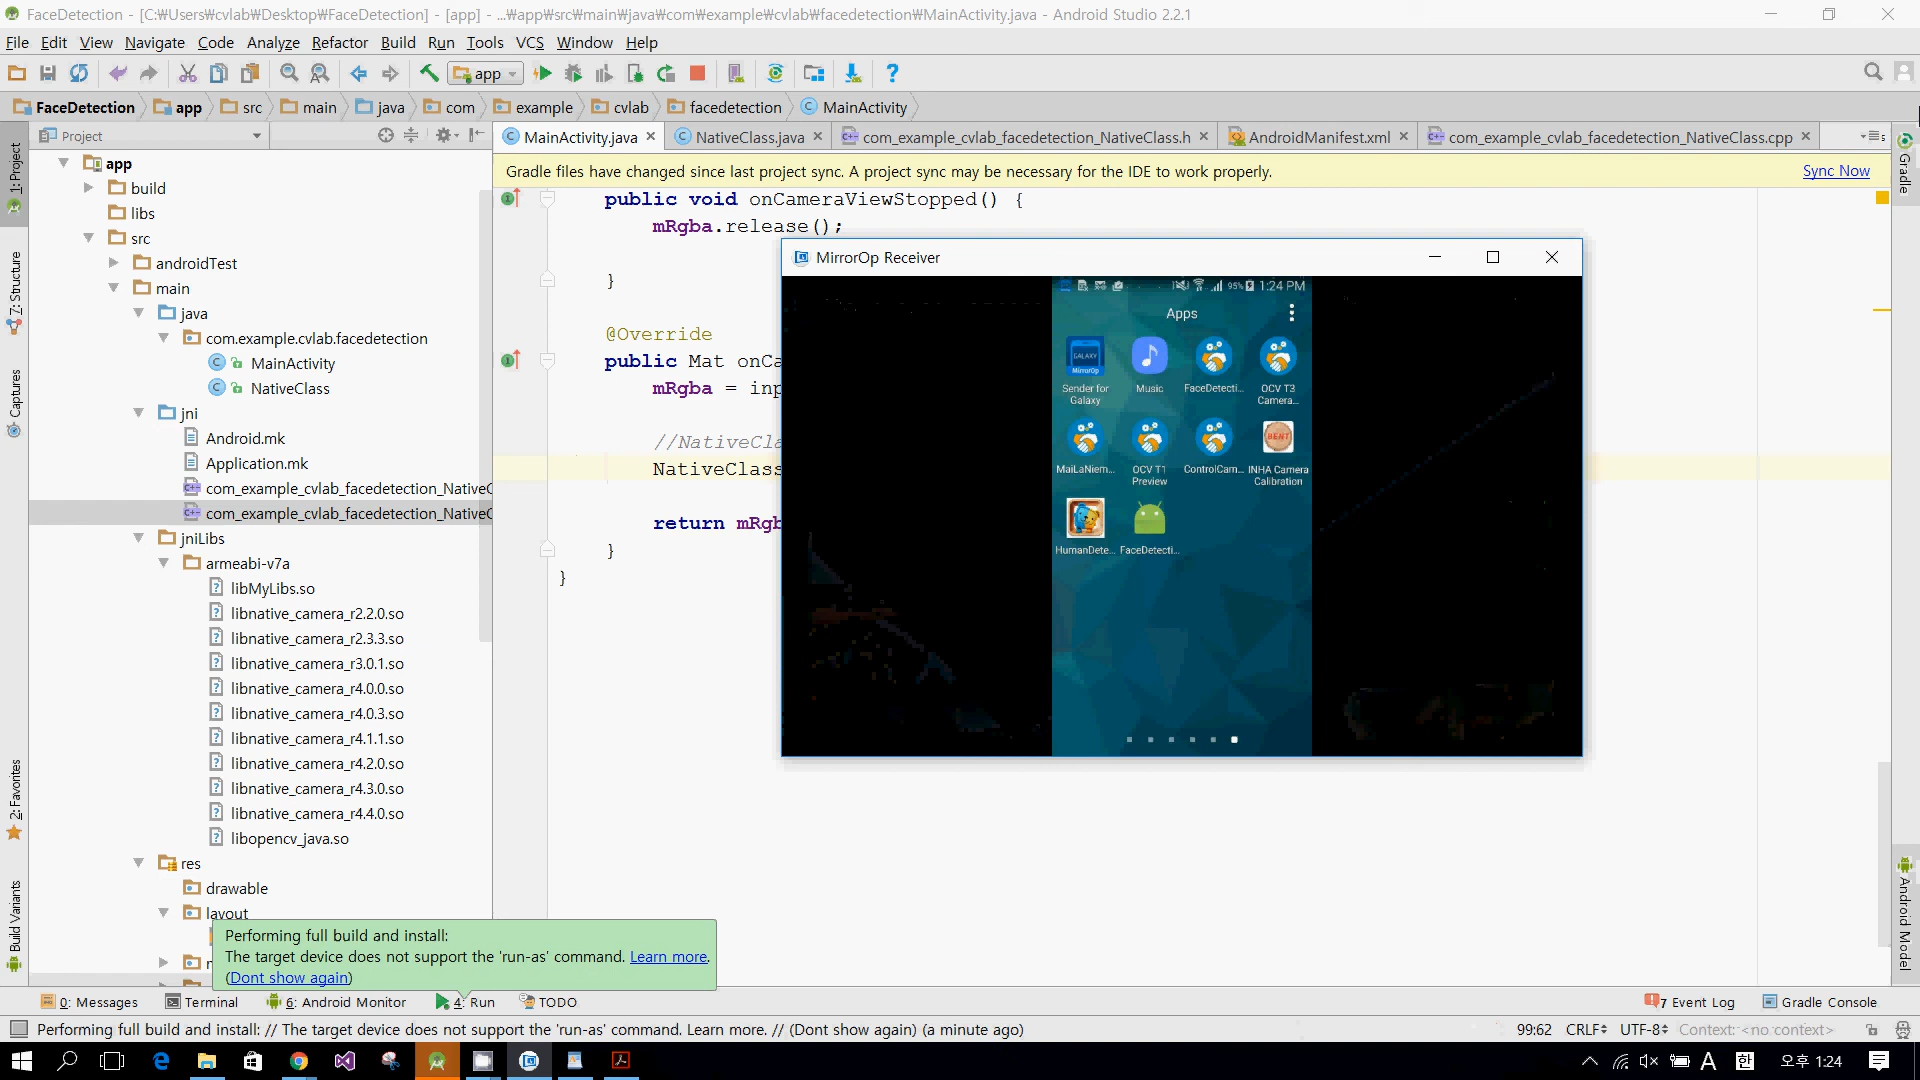 FaceDetection - [C:₩Users₩cvlab₩Desktop₩FaceDetection] - [app] - ...₩app₩src₩main₩java₩com₩example₩cvlab₩facedetection₩MainActivity.java - Android Studio 2.2.1
File Edit View Navigate Code Analyze Refactor Build Run Tools VCS Window Help
app
FaceDetection app src main java com example cvlab facedetection MainActivity
Project
MainActivity.java NativeClass.java com_example_cvlab_facedetection_NativeClass.h AndroidManifest.xml com_example_cvlab_facedetection_NativeClass.cpp
Gradle files have changed since last project sync. A project sync may be necessary for the IDE to work properly. Sync Now
1: Project
7: Structure
Captures
2: Favorites
Build Variants
Gradle
Android Model
app
build
libs
src
androidTest
main
java
com.example.cvlab.facedetection
MainActivity
NativeClass
jni
Android.mk
Application.mk
com_example_cvlab_facedetection_NativeC
com_example_cvlab_facedetection_NativeC
jniLibs
armeabi-v7a
libMyLibs.so
libnative_camera_r2.2.0.so
libnative_camera_r2.3.3.so
libnative_camera_r3.0.1.so
libnative_camera_r4.0.0.so
libnative_camera_r4.0.3.so
libnative_camera_r4.1.1.so
libnative_camera_r4.2.0.so
libnative_camera_r4.3.0.so
libnative_camera_r4.4.0.so
libopencv_java.so
res
drawable
layout
public void onCameraViewStopped() {
mRgba.release();
}
@Override
public Mat onCa
mRgba = inp
//NativeCla
NativeClass
return mRgb
}
}
MirrorOp Receiver
95% 1:24 PM
Apps
GALAXY
MirrorOp
Sender for Galaxy
Music
FaceDetecti...
OCV T3 Camera...
MaiLaNiem...
OCV T1 Preview
ControlCam...
BENT
INHA Camera Calibration
HumanDete...
FaceDetecti...
Performing full build and install:
The target device does not support the 'run-as' command. Learn more.
(Dont show again)
0: Messages Terminal 6: Android Monitor 4: Run TODO 7 Event Log Gradle Console
Performing full build and install: // The target device does not support the 'run-as' command. Learn more. // (Dont show again) (a minute ago) 99:62 CRLF UTF-8 Context: <no context>
A 한 오후 1:24